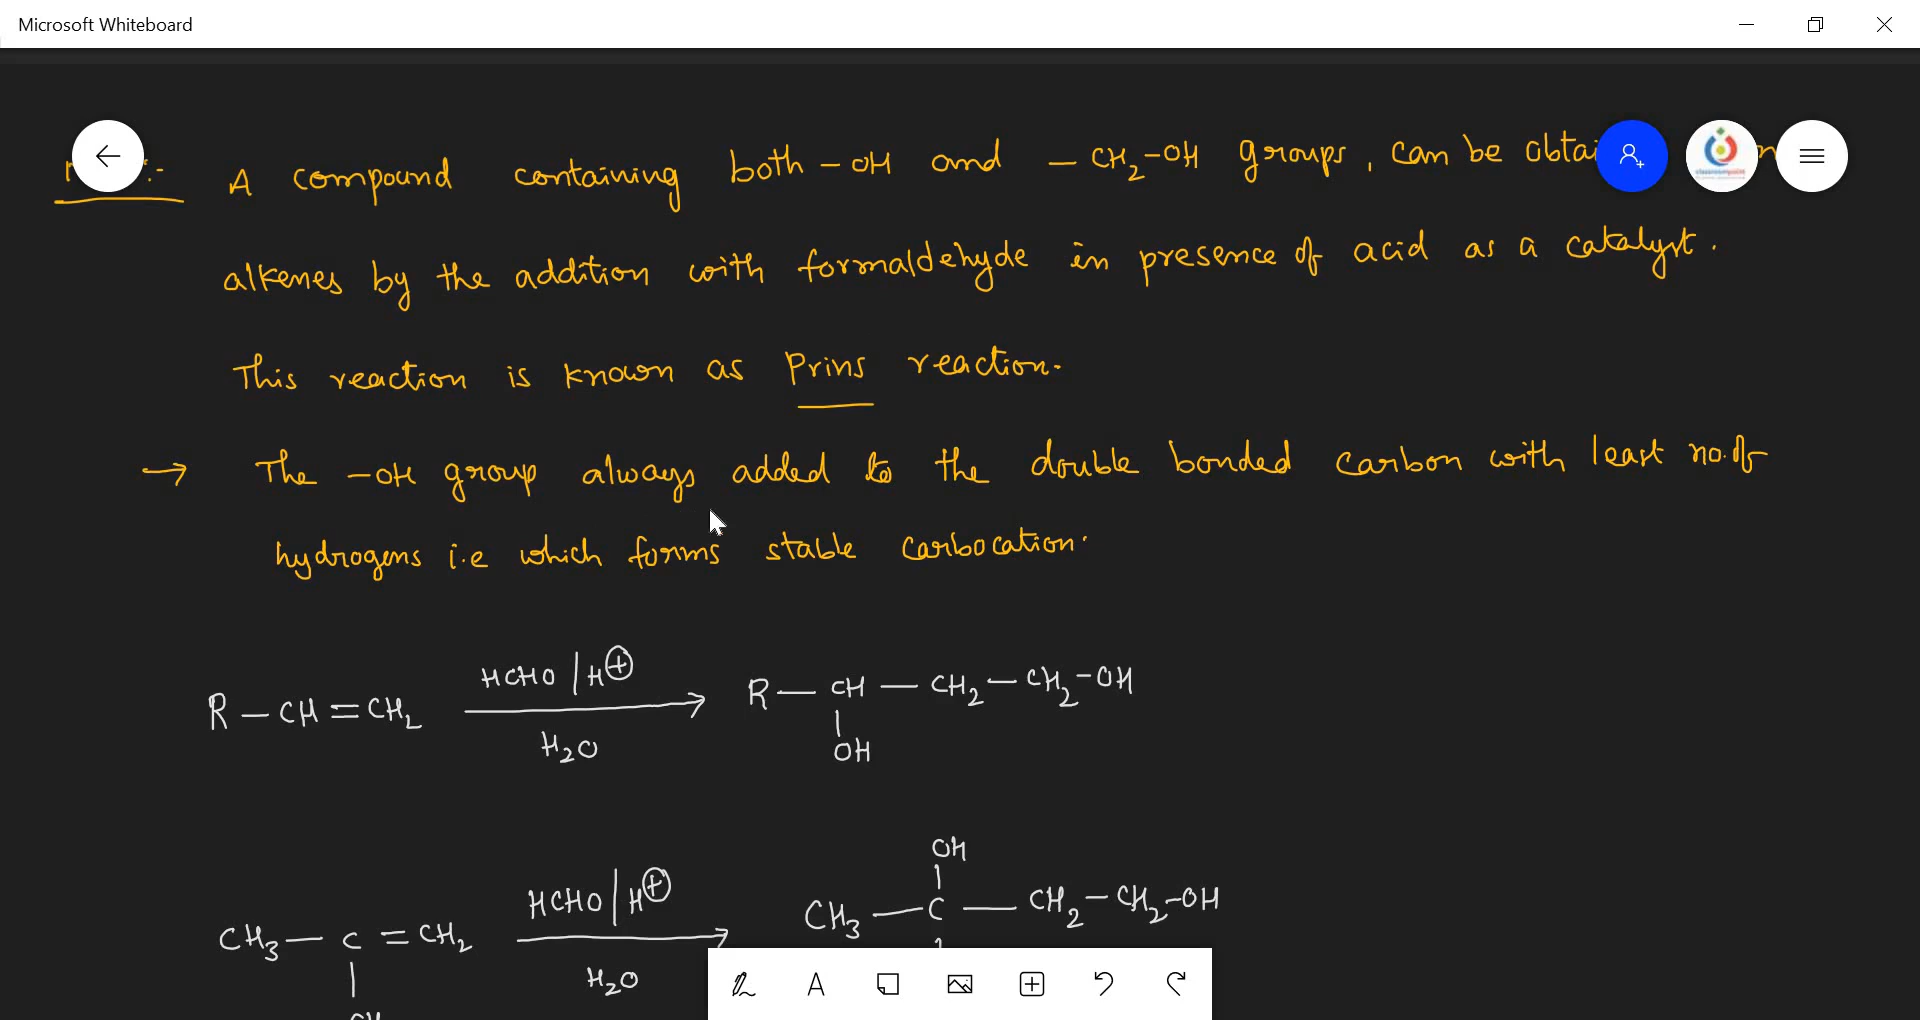 Microsoft Whiteboard
:- A compound containing both -OH and -CH2-OH groups, can be
alkenes by the addition with formaldehyde in presence of acid as a catalyst.
This reaction is known as Prins reaction.
→ The -OH group always added to the double bonded carbon with least no. of
hydrogens i.e which forms stable carbocation.
HCHO | H⊕
R — CH = CH2 → R — CH — CH2 — CH2 - OH
H2O
OH
OH
HCHO | H⊕
CH3 — C = CH2 → CH3 — C — CH2 — CH2 - OH
H2O
A